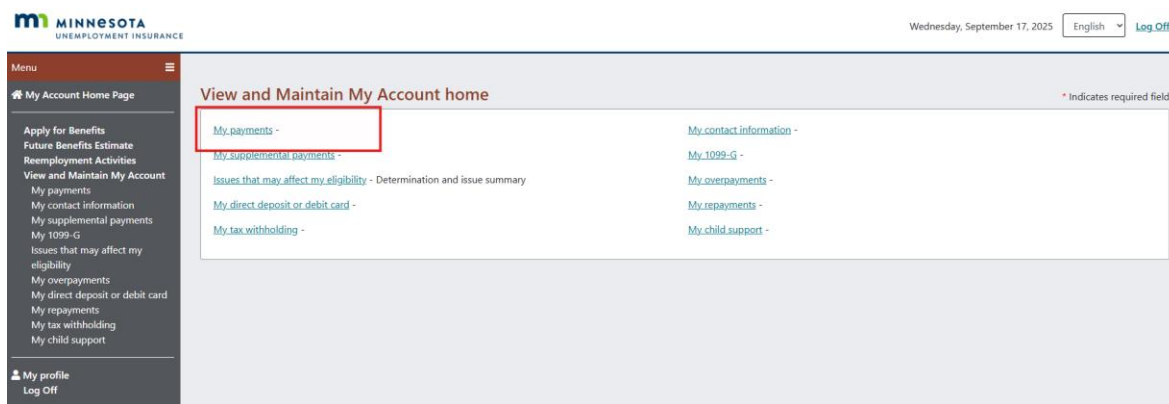 MINNESOTA
UNEMPLOYMENT INSURANCE
Wednesday, September 17, 2025
English
Log Off
Menu
My Account Home Page
Apply for Benefits
Future Benefits Estimate
Reemployment Activities
View and Maintain My Account
My payments
My contact information
My supplemental payments
My 1099-G
Issues that may affect my
eligibility
My overpayments
My direct deposit or debit card
My repayments
My tax withholding
My child support
My profile
Log Off
View and Maintain My Account home
* Indicates required field
My payments -
My supplemental payments -
Issues that may affect my eligibility - Determination and issue summary
My direct deposit or debit card -
My tax withholding -
My contact information -
My 1099-G -
My overpayments -
My repayments -
My child support -